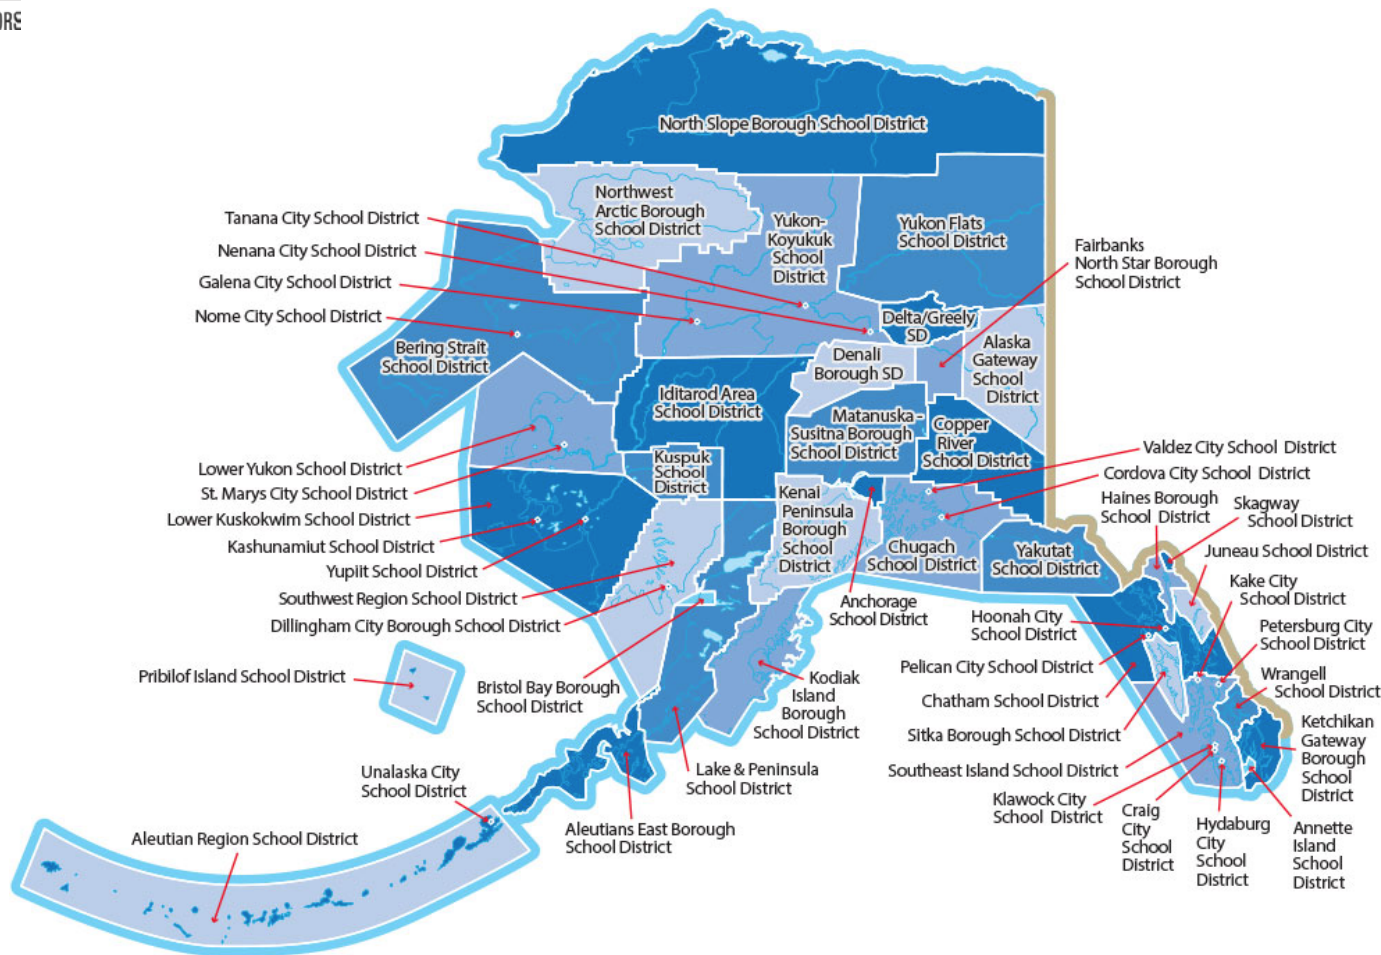 ORS
North Slope Borough School District
Northwest
Arctic Borough
School District
Yukon-
Koyukuk
School
District
Yukon Flats
School District
Tanana City School District
Nenana City School District
Galena City School District
Nome City School District
Fairbanks
North Star Borough
School District
Bering Strait
School District
Delta/Greely
SD
Denali
Borough SD
Alaska
Gateway
School
District
Iditarod Area
School District
Matanuska-
Susitna Borough
School District
Copper
River
School District
Kuspuk
School
District
Lower Yukon School District
St. Marys City School District
Lower Kuskokwim School District
Kashunamiut School District
Yupiit School District
Southwest Region School District
Dillingham City Borough School District
Kenai
Peninsula
Borough
School
District
Chugach
School District
Yakutat
School District
Valdez City School District
Cordova City School District
Haines Borough
School District
Skagway
School District
Juneau School District
Kake City
School District
Petersburg City
School District
Wrangell
School District
Ketchikan
Gateway
Borough
School
District
Anchorage
School District
Hoonah City
School District
Pelican City School District
Chatham School District
Sitka Borough School District
Southeast Island School District
Klawock City
School District
Craig
City
School
District
Hydaburg
City
School
District
Annette
Island
School
District
Pribilof Island School District
Bristol Bay Borough
School District
Kodiak
Island
Borough
School District
Lake & Peninsula
School District
Unalaska City
School District
Aleutians East Borough
School District
Aleutian Region School District